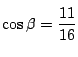 cos β = 11/16